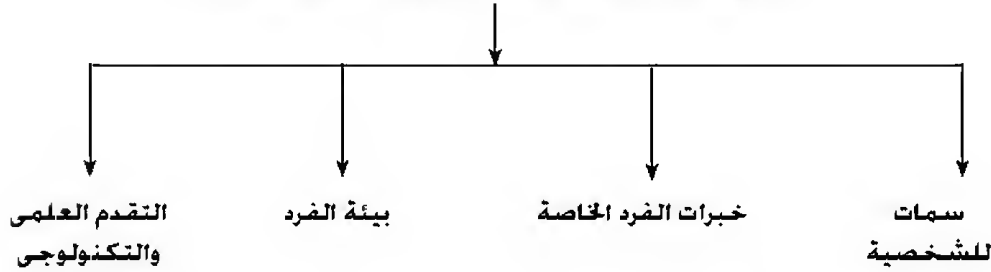 سمات
للشخصية
خبرات الفرد الخاصة
بيئة الفرد
التقدم العلمى
والتكنولوجى